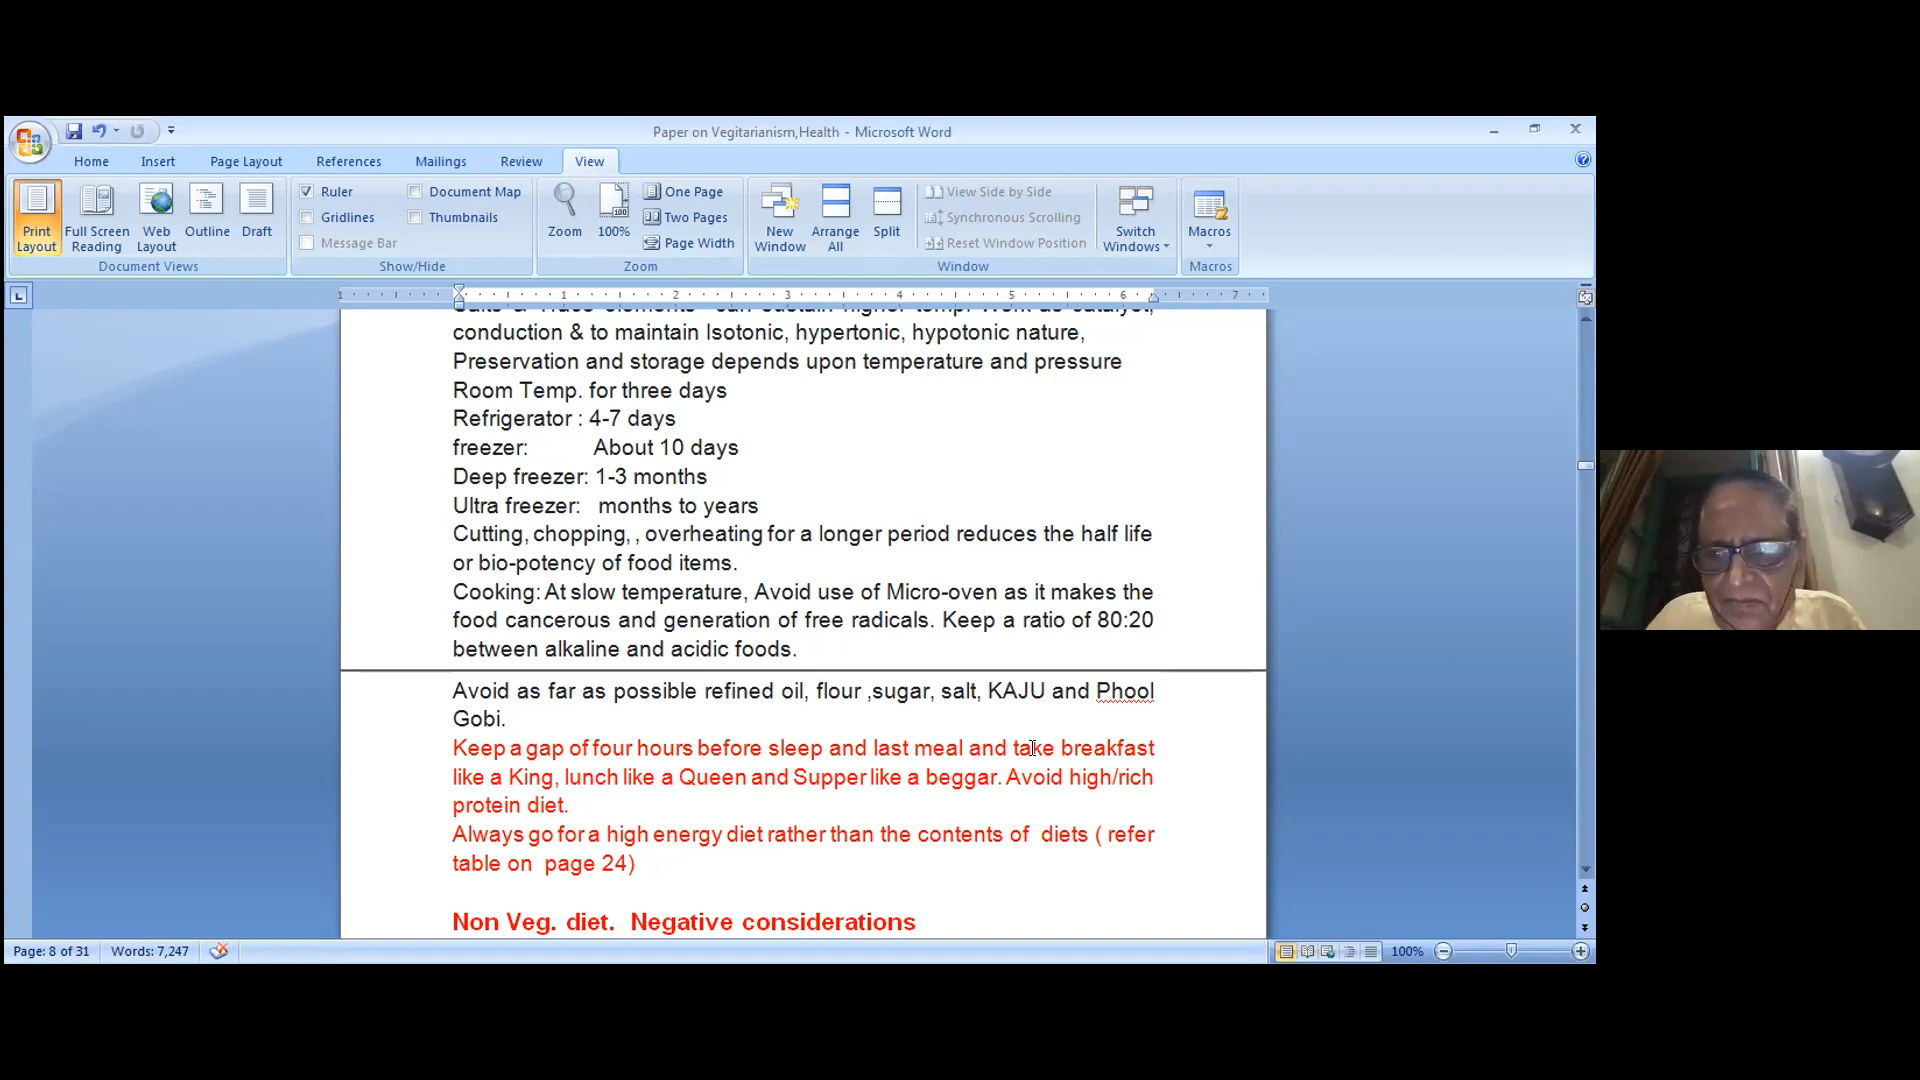 Paper on Vegitarianism,Health - Microsoft Word
Home Insert Page Layout References Mailings Review View
Ruler Document Map One Page View Side by Side
Gridlines Thumbnails Two Pages Synchronous Scrolling
Message Bar Page Width Reset Window Position
Print Layout Full Screen Reading Web Layout Outline Draft Zoom 100% New Window Arrange All Split Switch Windows Macros
Document Views Show/Hide Zoom Window Macros
1 1 2 3 4 5 6 7
conduction & to maintain Isotonic, hypertonic, hypotonic nature,
Preservation and storage depends upon temperature and pressure
Room Temp. for three days
Refrigerator : 4-7 days
freezer: About 10 days
Deep freezer: 1-3 months
Ultra freezer: months to years
Cutting, chopping, , overheating for a longer period reduces the half life
or bio-potency of food items.
Cooking: At slow temperature, Avoid use of Micro-oven as it makes the
food cancerous and generation of free radicals. Keep a ratio of 80:20
between alkaline and acidic foods.
Avoid as far as possible refined oil, flour ,sugar, salt, KAJU and Phool
Gobi.
Keep a gap of four hours before sleep and last meal and take breakfast
like a King, lunch like a Queen and Supper like a beggar. Avoid high/rich
protein diet.
Always go for a high energy diet rather than the contents of diets ( refer
table on page 24)
Non Veg. diet. Negative considerations
Page: 8 of 31 Words: 7,247 100%